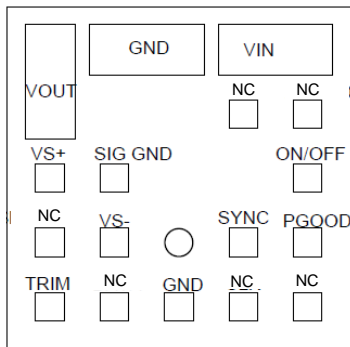 GND VIN
VOUT NC NC
VS+ SIG GND ON/OFF
NC VS- SYNC PGOOD
TRIM NC GND NC NC